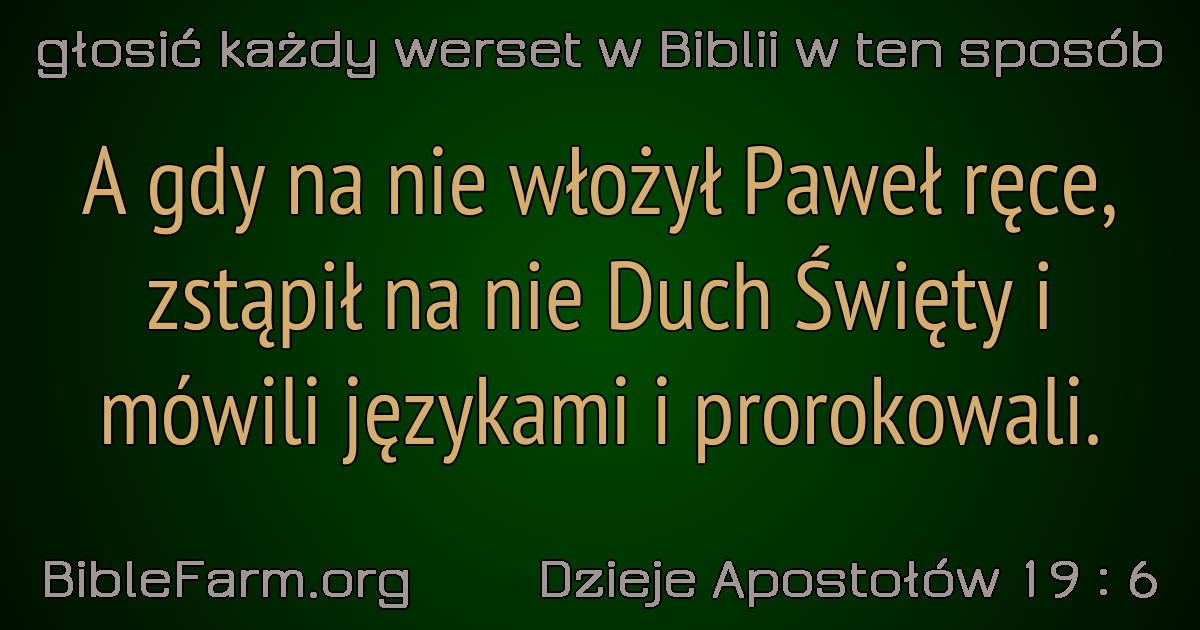 głosić każdy werset w Biblii w ten sposób
A gdy na nie włożył Paweł ręce,
zstąpił na nie Duch Święty i
mówili językami i prorokowali.
BibleFarm.org Dzieje Apostołów 19 : 6